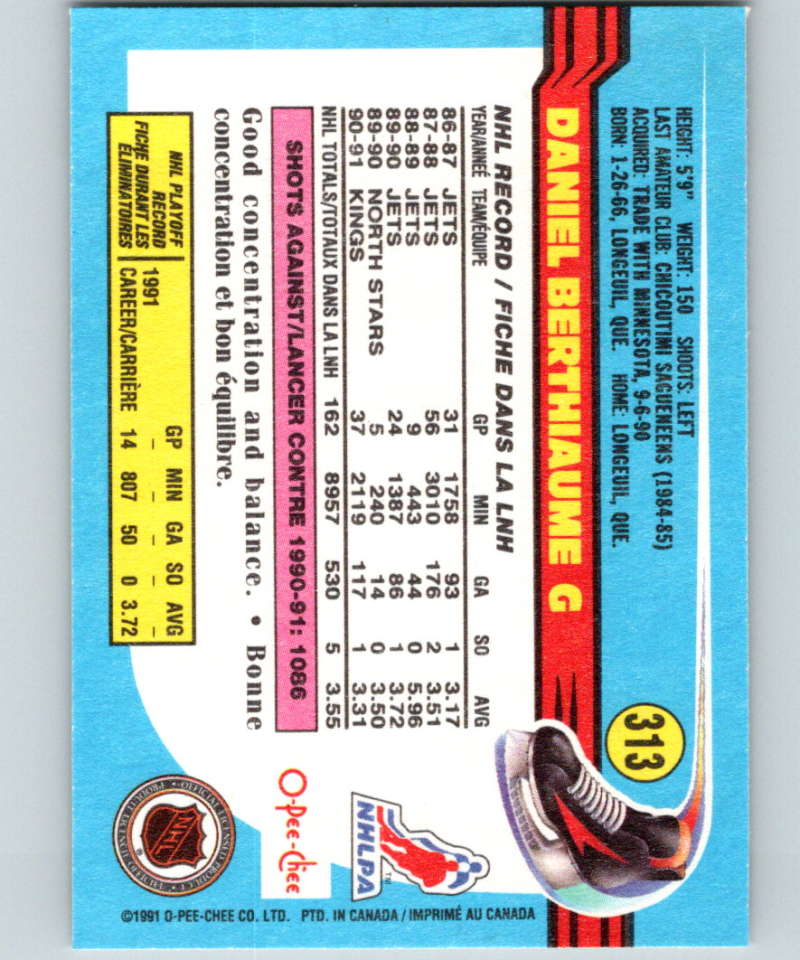 313
HEIGHT: 5'9" WEIGHT: 150 SHOOTS: LEFT
LAST AMATEUR CLUB: CHICOUTIMI SAGUENEENS (1984-85)
ACQUIRED: TRADE WITH MINNESOTA, 9-6-90
BORN: 1-26-66, LONGEUIL, QUE. HOME: LONGEUIL, QUE.
DANIEL BERTHIAUME G
NHL RECORD / FICHE DANS LA LNH
YEAR/ANNÉE TEAM/ÉQUIPE GP MIN GA SO AVG
86-87 JETS 31 1758 93 1 3.17
87-88 JETS 56 3010 176 2 3.51
88-89 JETS 9 443 44 0 5.96
89-90 JETS 24 1387 86 1 3.72
89-90 NORTH STARS 5 240 14 0 3.50
90-91 KINGS 37 2119 117 1 3.31
NHL TOTALS/TOTAUX DANS LA LNH 162 8957 530 5 3.55
SHOTS AGAINST/LANCER CONTRE 1990-91: 1086
Good concentration and balance. • Bonne
concentration et bon équilibre.
NHL PLAYOFF
RECORD
FICHE DURANT LES
ÉLIMINATOIRES
GP MIN GA SO AVG
1991 – – – – –
CAREER/CARRIÈRE 14 807 50 0 3.72
NHLPA TM
O-Pee-Chee
OFFICIAL LICENSED PRODUCT
NHL ®
©1991 O-PEE-CHEE CO. LTD. PTD. IN CANADA / IMPRIMÉ AU CANADA